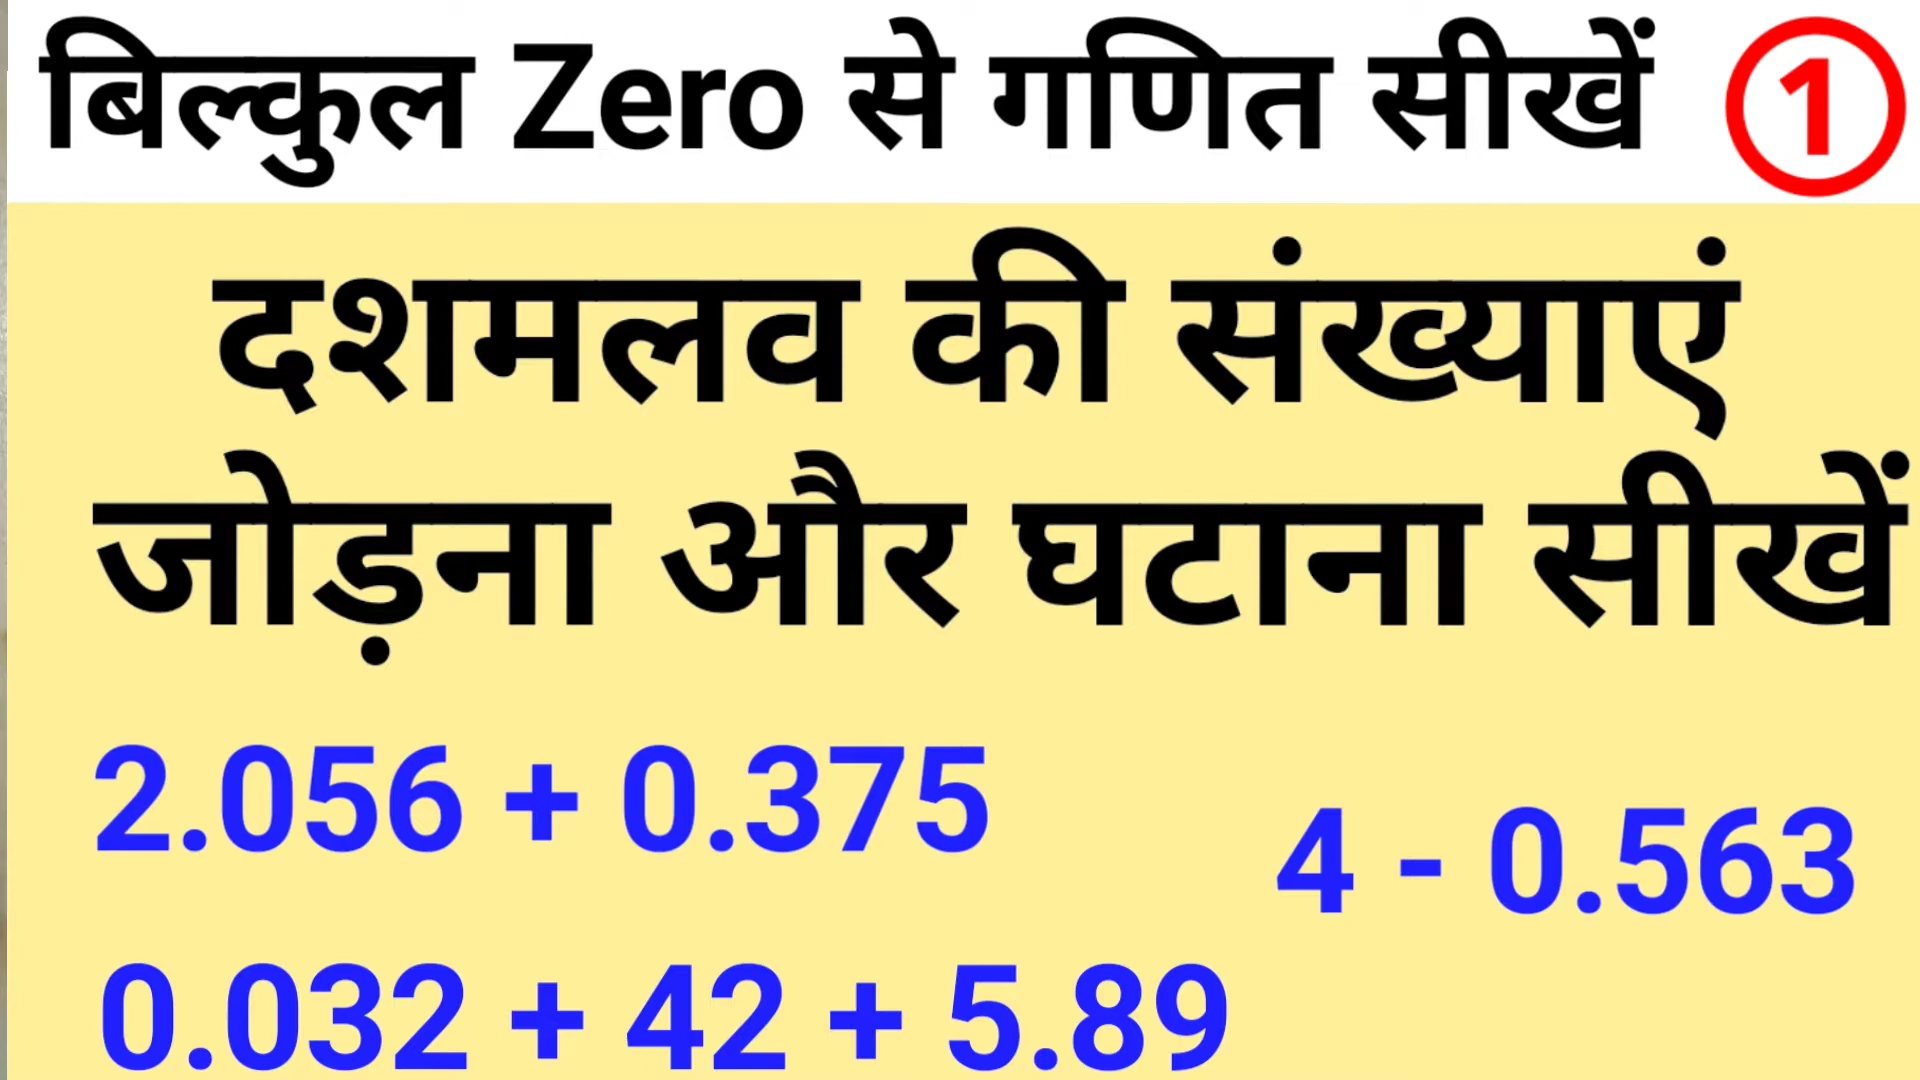 बिल्कुल Zero से गणित सीखें 1
दशमलव की संख्याएं
जोड़ना और घटाना सीखें
2.056 + 0.375
4 - 0.563
0.032 + 42 + 5.89